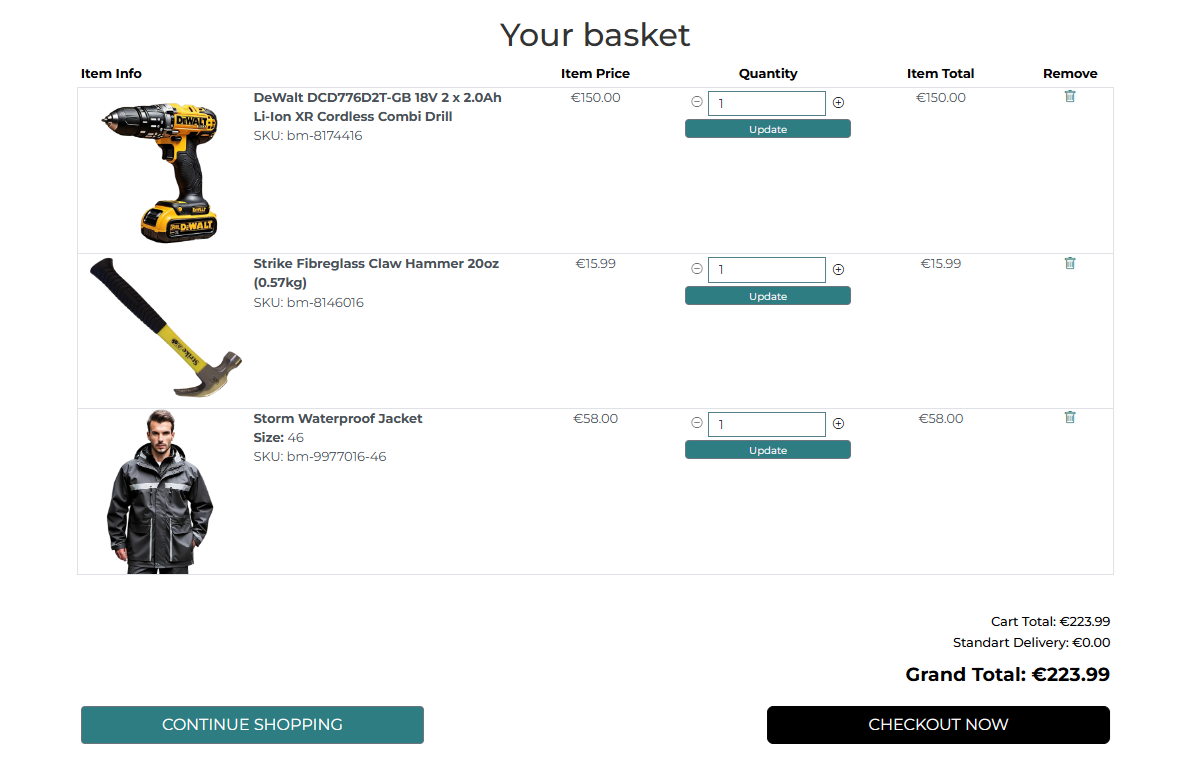 Your basket
Item Info Item Price Quantity Item Total Remove
DeWalt DCD776D2T-GB 18V 2 x 2.0Ah €150.00 1 €150.00
Li-Ion XR Cordless Combi Drill Update
SKU: bm-8174416
DEWALT
DEWALT
DEWALT
Strike Fibreglass Claw Hammer 20oz €15.99 1 €15.99
(0.57kg) Update
SKU: bm-8146016
Strike
Storm Waterproof Jacket €58.00 1 €58.00
Size: 46 Update
SKU: bm-9977016-46
Cart Total: €223.99
Standart Delivery: €0.00
Grand Total: €223.99
CONTINUE SHOPPING CHECKOUT NOW